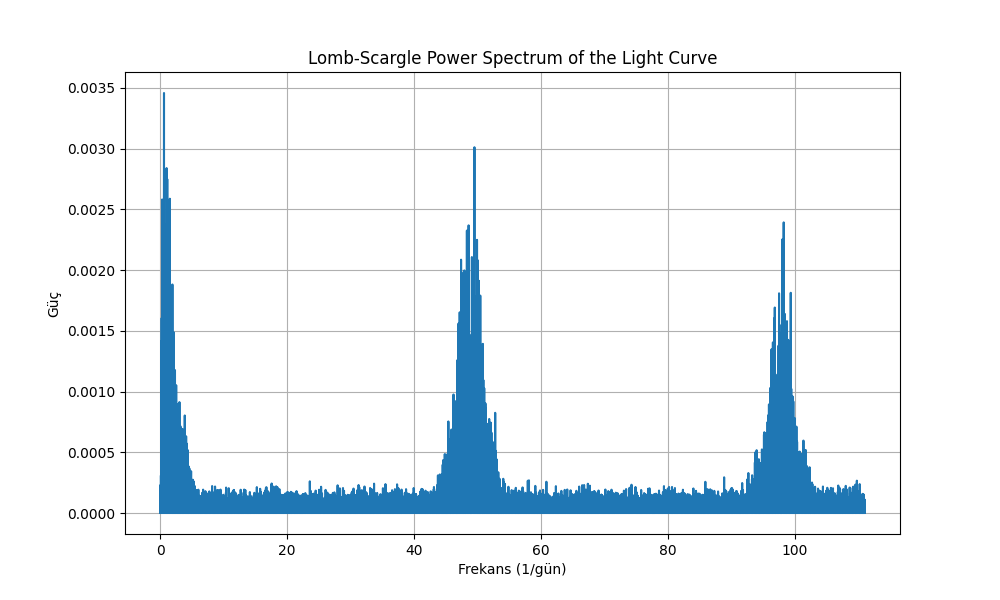 Lomb-Scargle Power Spectrum of the Light Curve
0.0035
0.0030
0.0025
0.0020
0.0015
0.0010
0.0005
0.0000
Güç
0 20 40 60 80 100
Frekans (1/gün)